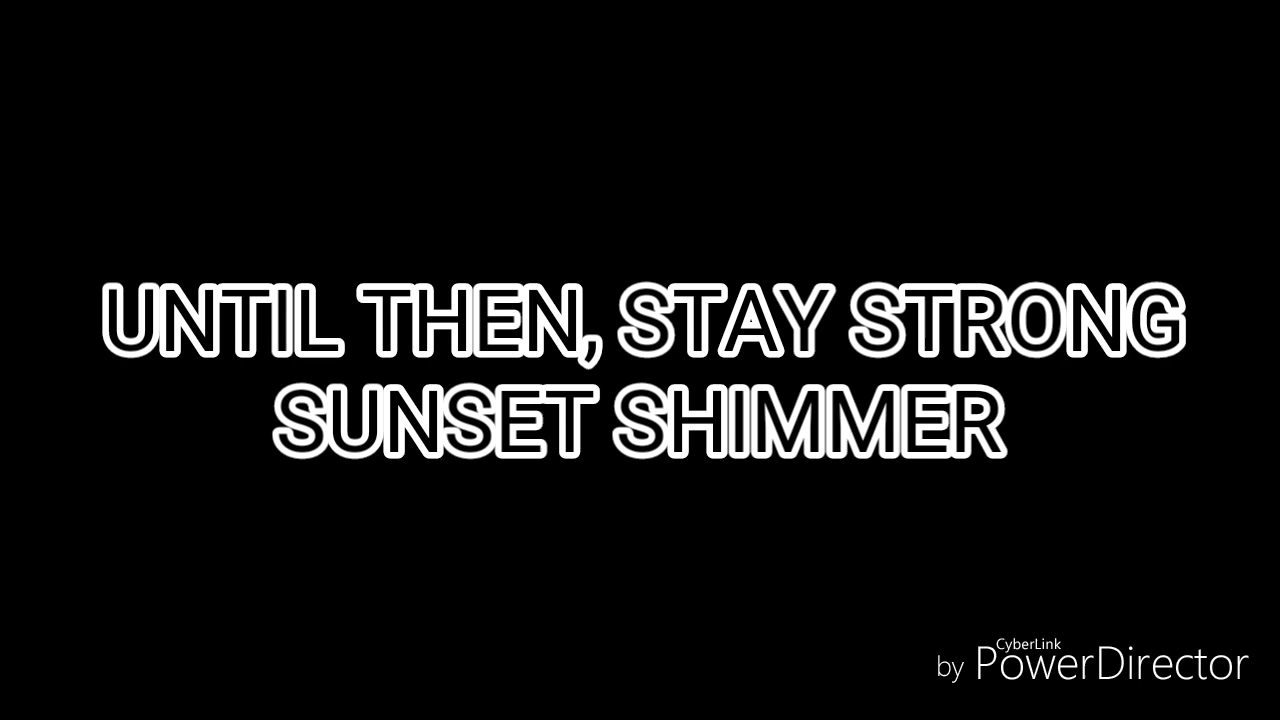 UNTIL THEN, STAY STRONG
SUNSET SHIMMER
CyberLink
by PowerDirector